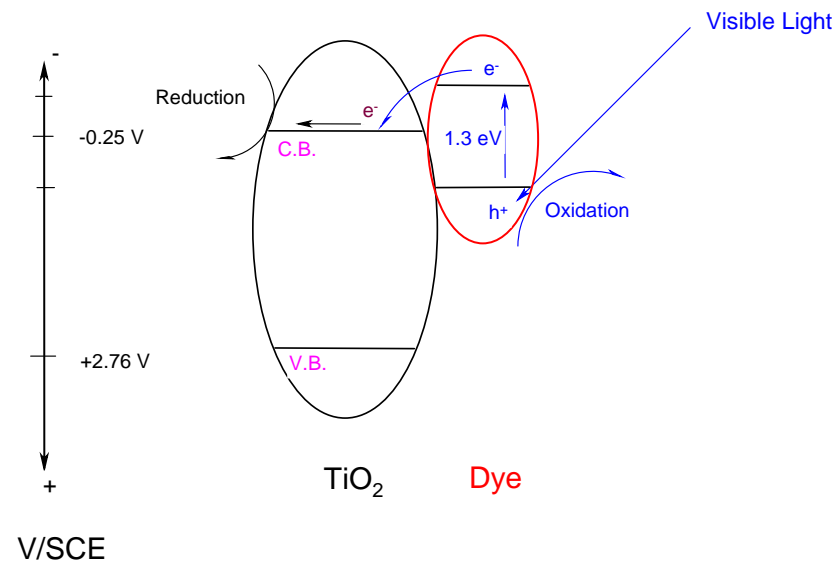 Visible Light
-
e-
Reduction
e-
-0.25 V
1.3 eV
C.B.
h+
Oxidation
+2.76 V
V.B.
+
TiO2
Dye
V/SCE